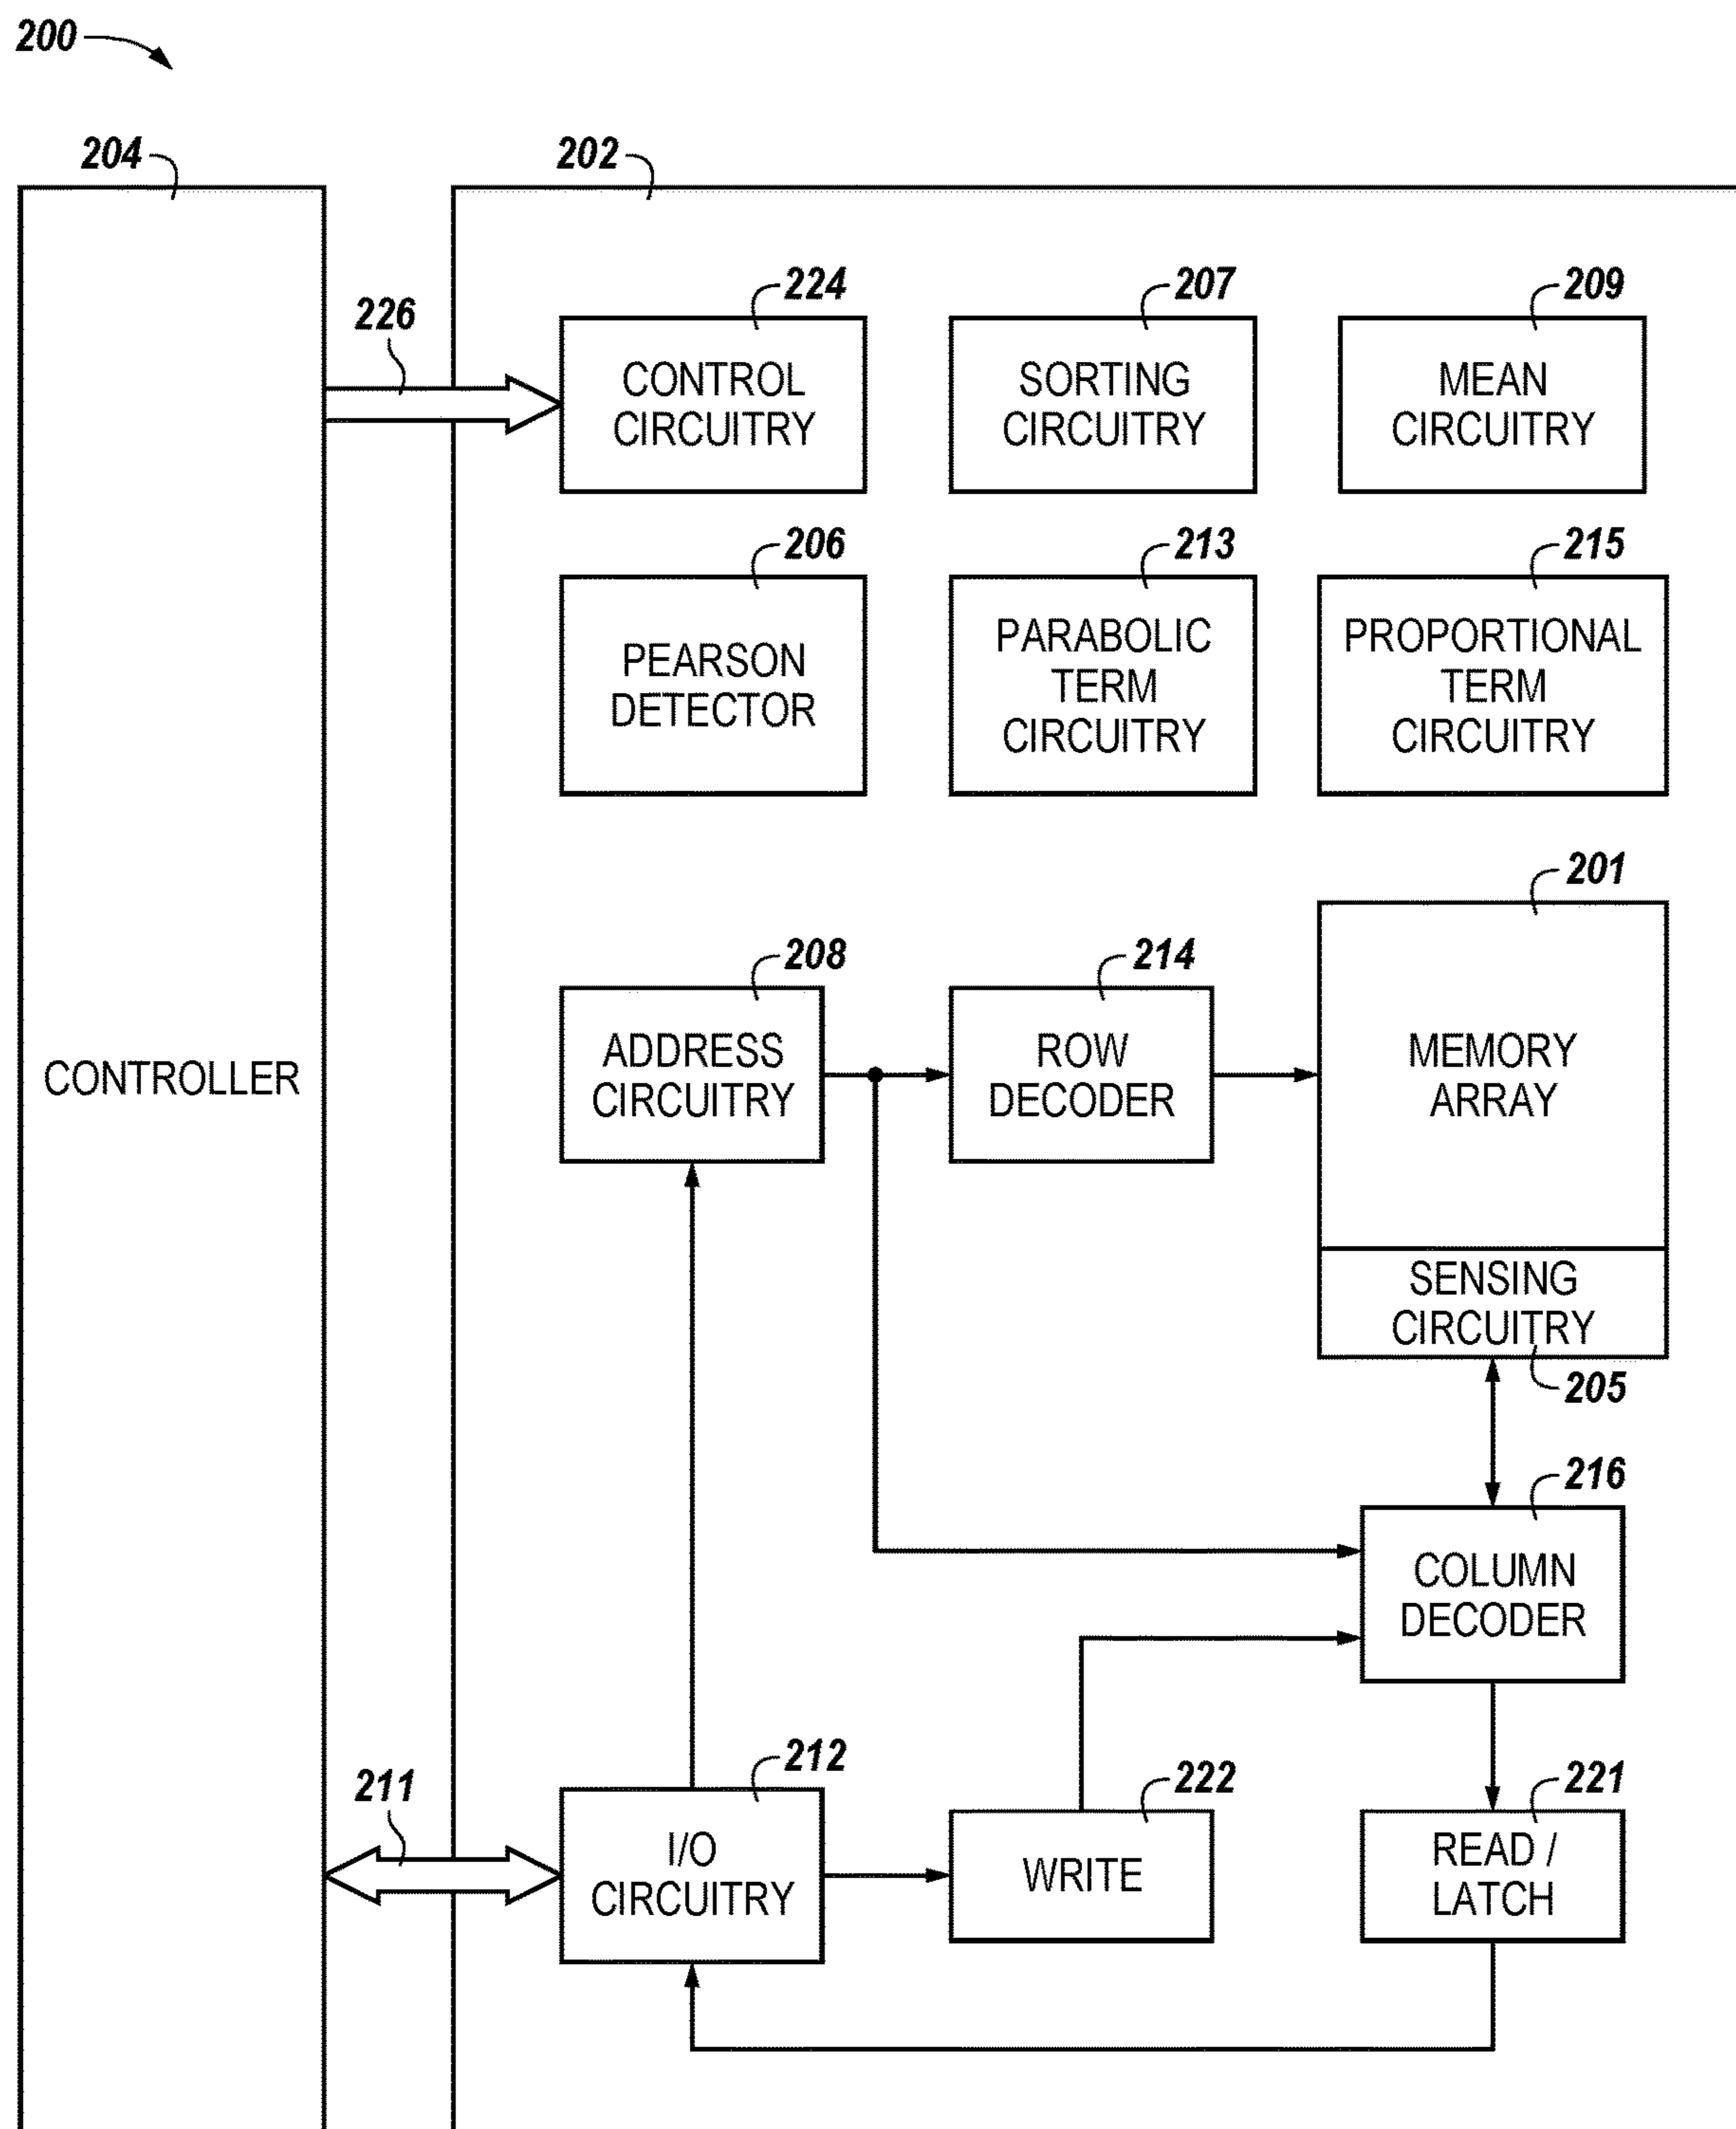 200
204
202
226
224
CONTROL
CIRCUITRY
207
SORTING
CIRCUITRY
209
MEAN
CIRCUITRY
206
PEARSON
DETECTOR
213
PARABOLIC
TERM
CIRCUITRY
215
PROPORTIONAL
TERM
CIRCUITRY
CONTROLLER
208
ADDRESS
CIRCUITRY
214
ROW
DECODER
201
MEMORY
ARRAY
SENSING
CIRCUITRY
205
216
COLUMN
DECODER
211
212
I/O
CIRCUITRY
222
WRITE
221
READ /
LATCH